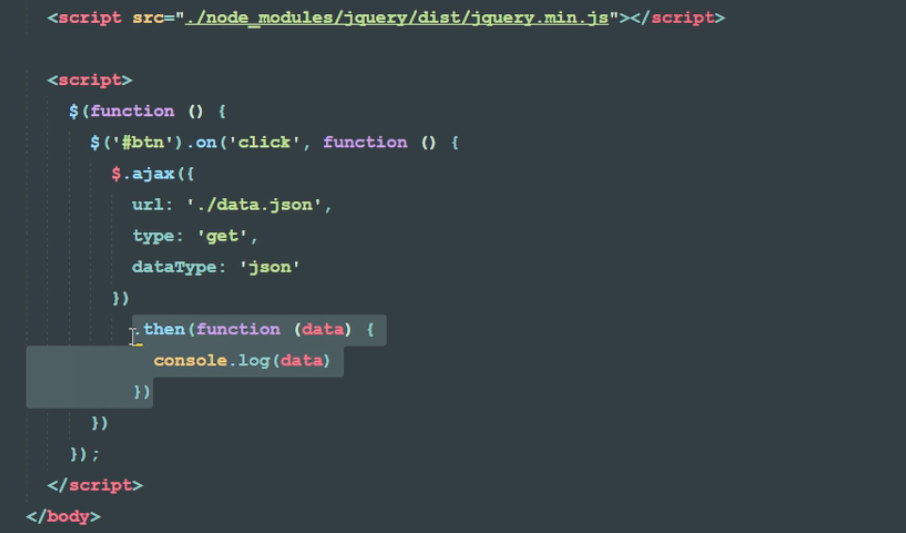 <script src="./node_modules/jquery/dist/jquery.min.js"></script>
<script>
$(function () {
$('#btn').on('click', function () {
$.ajax({
url: './data.json',
type: 'get',
dataType: 'json'
})
.then(function (data) {
console.log(data)
})
})
});
</script>
</body>